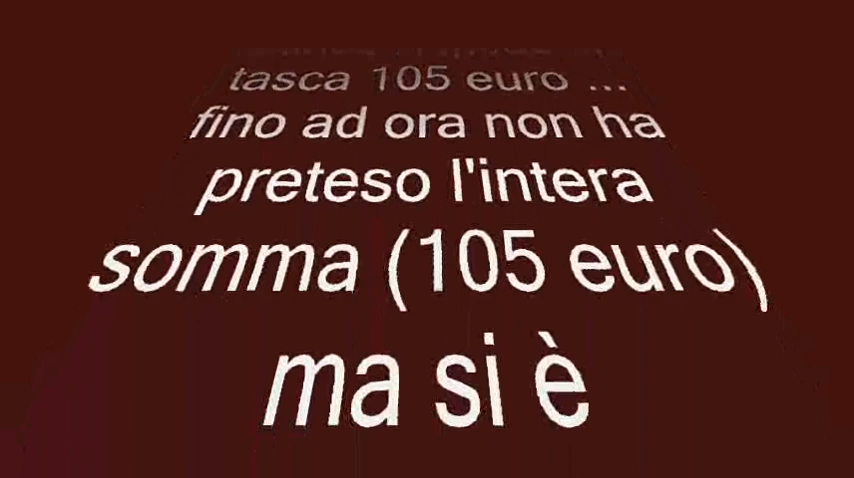 tasca 105 euro ...
fino ad ora non ha
preteso l'intera
somma (105 euro)
ma si è